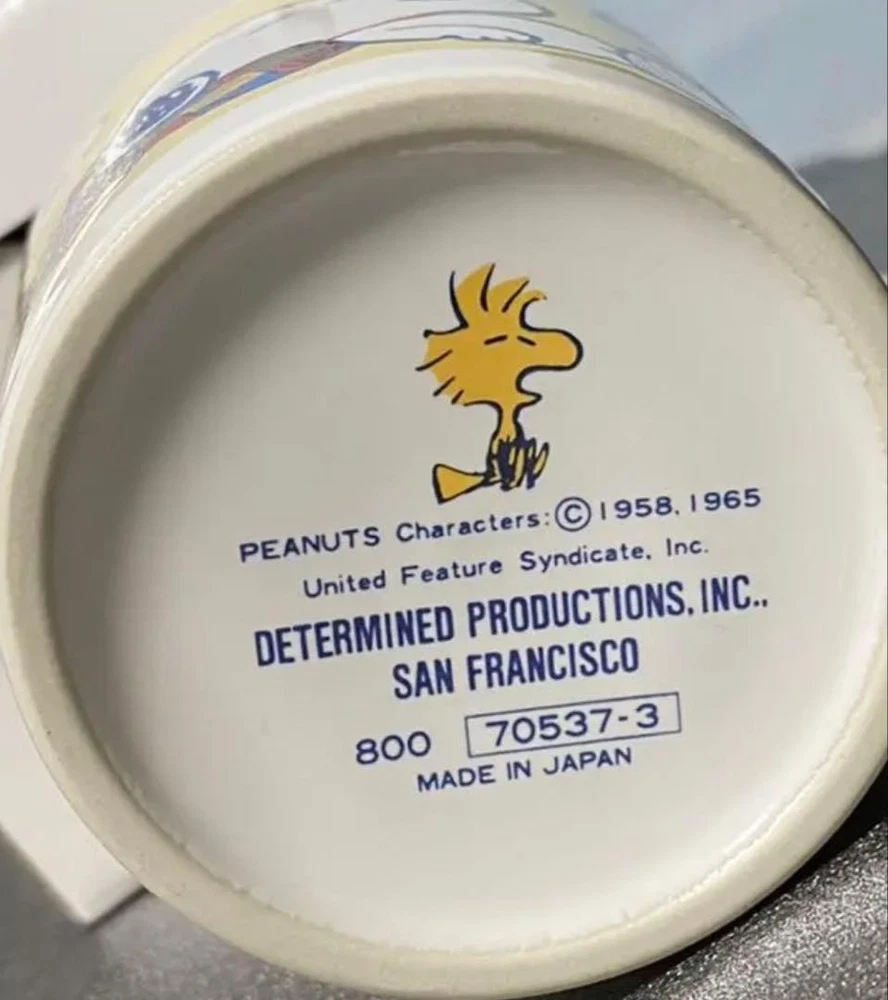 PEANUTS Characters: © 1958, 1965
United Feature Syndicate, Inc.
DETERMINED PRODUCTIONS, INC.,
SAN FRANCISCO
800 70537-3
MADE IN JAPAN